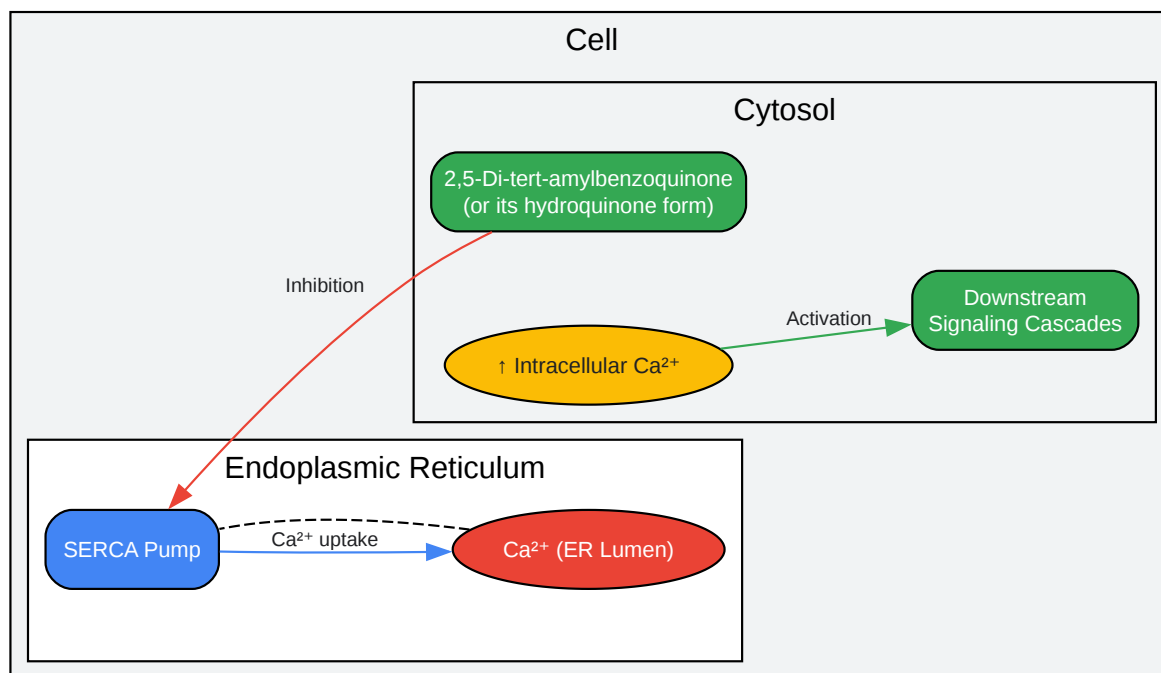 Cell
Cytosol
2,5-Di-tert-amylbenzoquinone
(or its hydroquinone form)
Inhibition
Downstream
Signaling Cascades
Activation
↑ Intracellular Ca²⁺
Endoplasmic Reticulum
SERCA Pump
Ca²⁺ uptake
Ca²⁺ (ER Lumen)